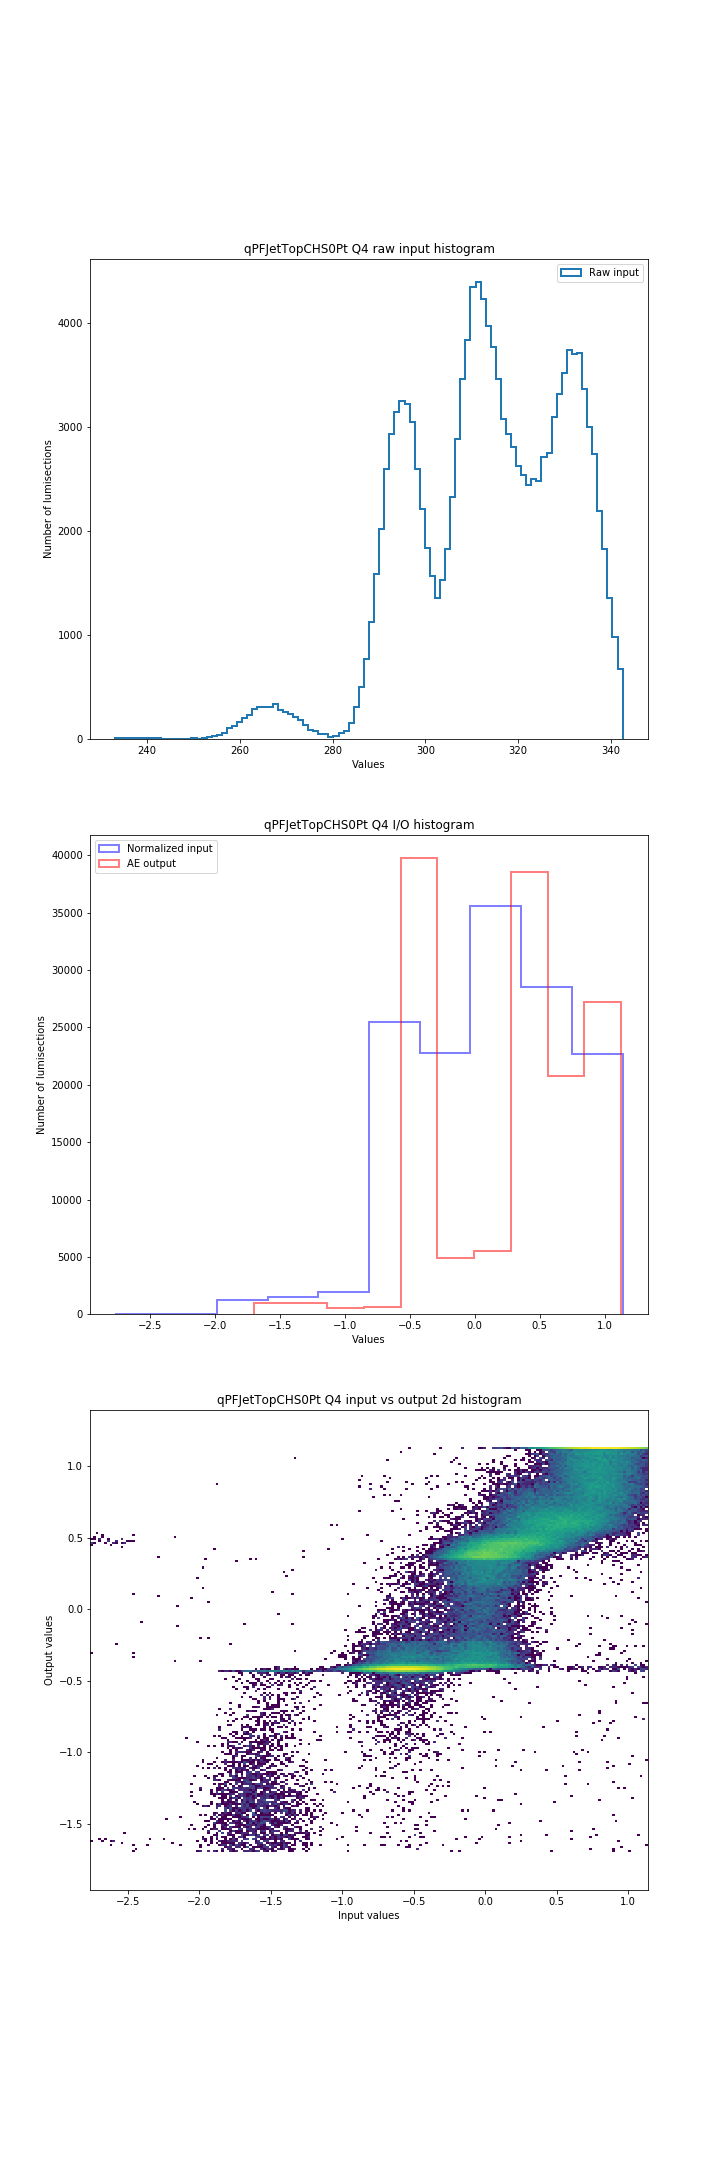 qPFJetTopCHS0Pt Q4 raw input histogram
Raw input
4000
3000
2000
1000
0
Number of lumisections
240 260 280 300 320 340
Values
qPFJetTopCHS0Pt Q4 I/O histogram
Normalized input
AE output
40000
35000
30000
25000
20000
15000
10000
5000
0
Number of lumisections
−2.5 −2.0 −1.5 −1.0 −0.5 0.0 0.5 1.0
Values
qPFJetTopCHS0Pt Q4 input vs output 2d histogram
1.0
0.5
0.0
−0.5
−1.0
−1.5
Output values
−2.5 −2.0 −1.5 −1.0 −0.5 0.0 0.5 1.0
Input values